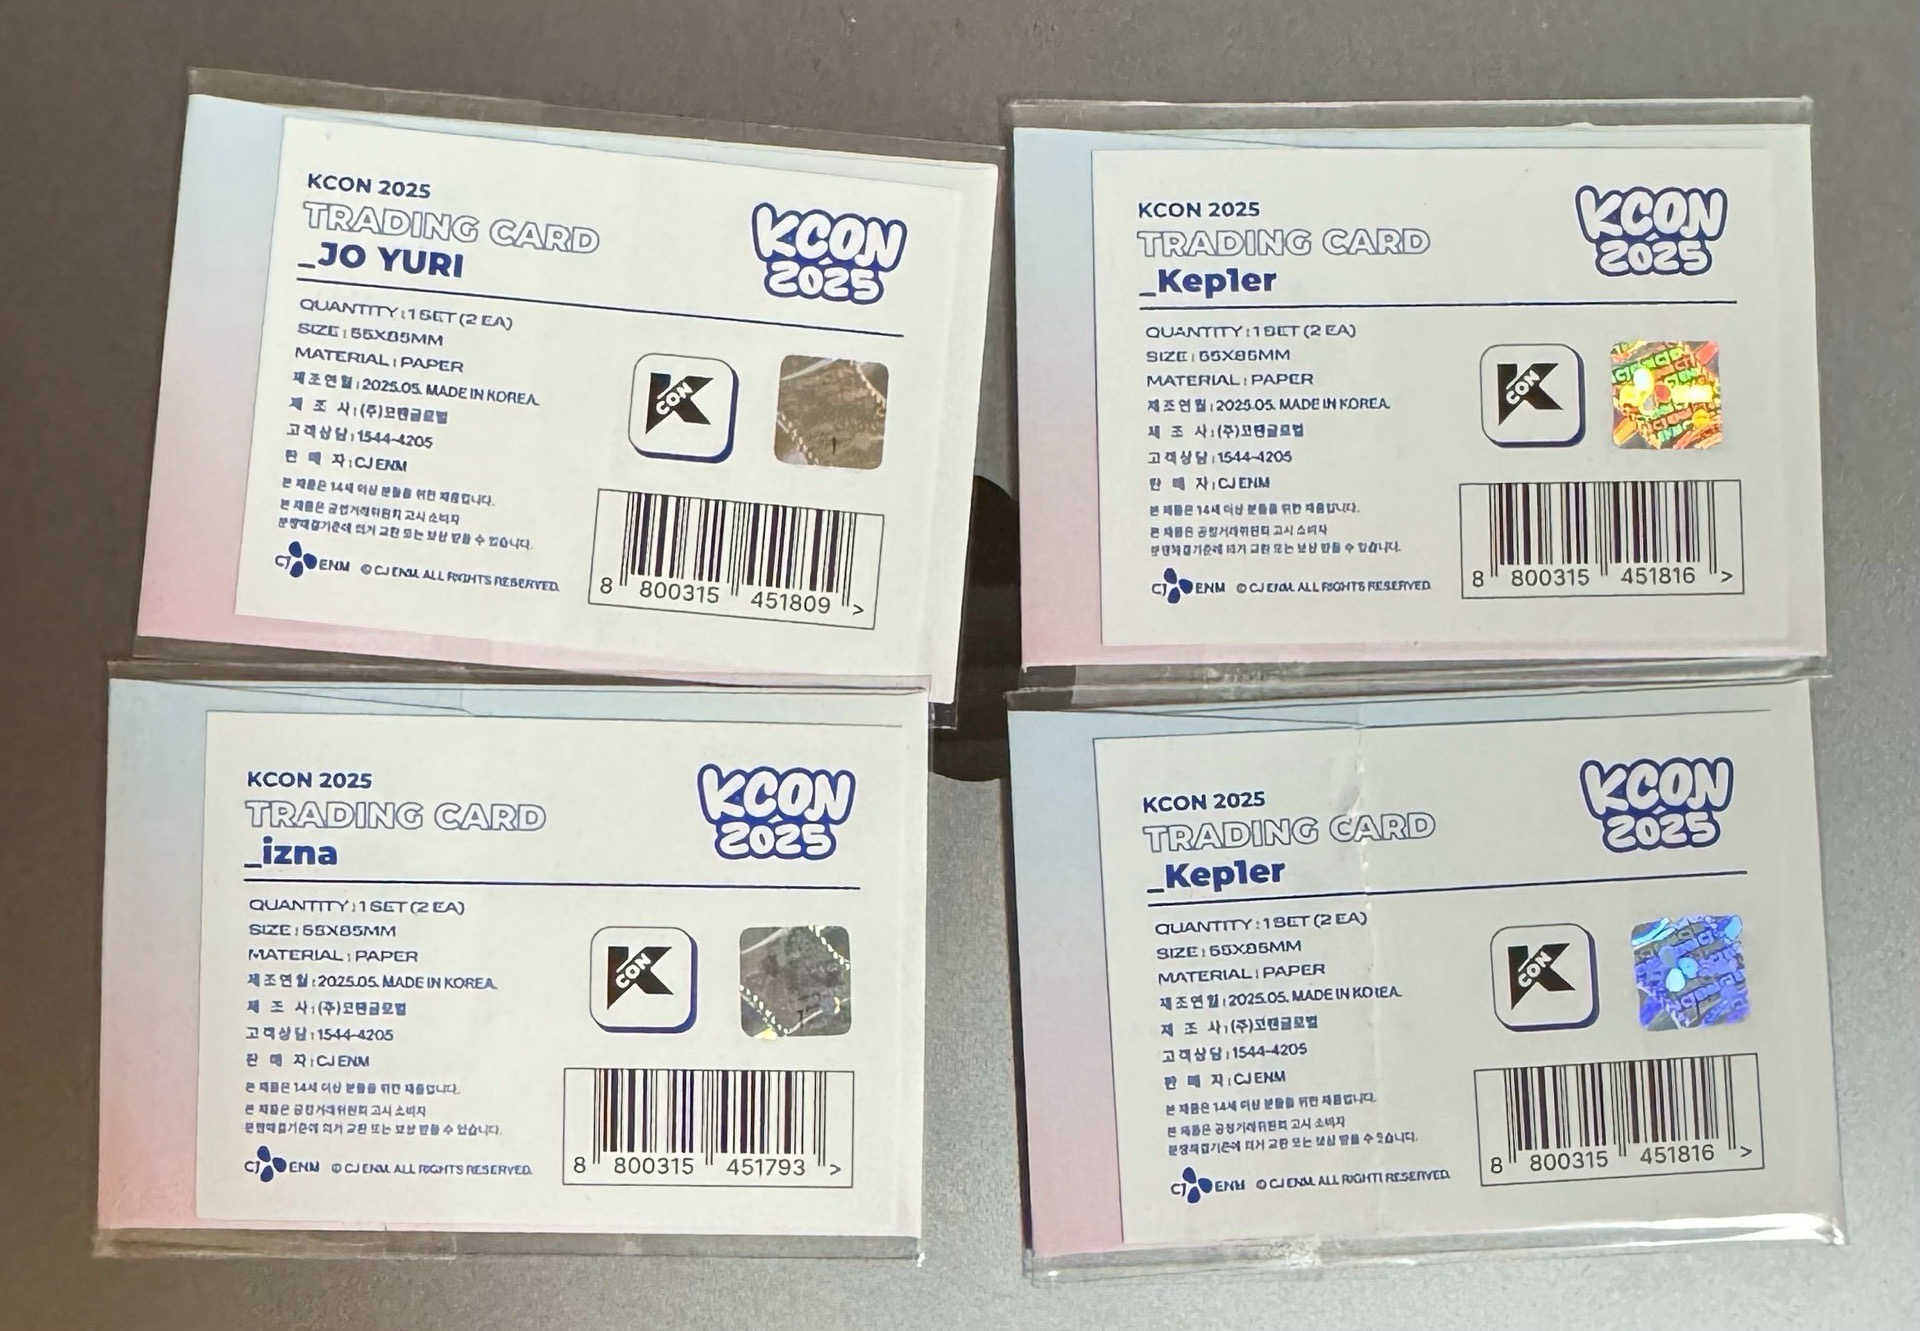 KCON 2025
TRADING CARD
_JO YURI
KCON
2025
QUANTITY : 1 SET (2 EA)
SIZE : 55X85MM
MATERIAL : PAPER
제조연월 : 2025.05. MADE IN KOREA.
제 조 사 : (주)코팬글로벌
고객상담 : 1544-4205
판 매 자 : CJ ENM
본 제품은 14세 이상 분들을 위한 제품입니다.
본 제품은 공정거래위원회 고시 소비자
분쟁해결기준에 의거 교환 또는 보상 받을 수 있습니다.
CJ ENM © CJ ENM. ALL RIGHTS RESERVED.
K CON
8 800315 451809 >
KCON 2025
TRADING CARD
_Kep1er
KCON
2025
QUANTITY : 1 SET (2 EA)
SIZE : 55X85MM
MATERIAL : PAPER
제조연월 : 2025.05. MADE IN KOREA.
제 조 사 : (주)코팬글로벌
고객상담 : 1544-4205
판 매 자 : CJ ENM
본 제품은 14세 이상 분들을 위한 제품입니다.
본 제품은 공정거래위원회 고시 소비자
분쟁해결기준에 의거 교환 또는 보상 받을 수 있습니다.
CJ ENM © CJ ENM. ALL RIGHTS RESERVED.
K CON
8 800315 451816 >
KCON 2025
TRADING CARD
_izna
KCON
2025
QUANTITY : 1 SET (2 EA)
SIZE : 55X85MM
MATERIAL : PAPER
제조연월 : 2025.05. MADE IN KOREA.
제 조 사 : (주)코팬글로벌
고객상담 : 1544-4205
판 매 자 : CJ ENM
본 제품은 14세 이상 분들을 위한 제품입니다.
본 제품은 공정거래위원회 고시 소비자
분쟁해결기준에 의거 교환 또는 보상 받을 수 있습니다.
CJ ENM © CJ ENM. ALL RIGHTS RESERVED.
K CON
8 800315 451793 >
KCON 2025
TRADING CARD
_Kep1er
KCON
2025
QUANTITY : 1 SET (2 EA)
SIZE : 55X85MM
MATERIAL : PAPER
제조연월 : 2025.05. MADE IN KOREA.
제 조 사 : (주)코팬글로벌
고객상담 : 1544-4205
판 매 자 : CJ ENM
본 제품은 14세 이상 분들을 위한 제품입니다.
본 제품은 공정거래위원회 고시 소비자
분쟁해결기준에 의거 교환 또는 보상 받을 수 있습니다.
CJ ENM © CJ ENM. ALL RIGHTS RESERVED.
K CON
8 800315 451816 >